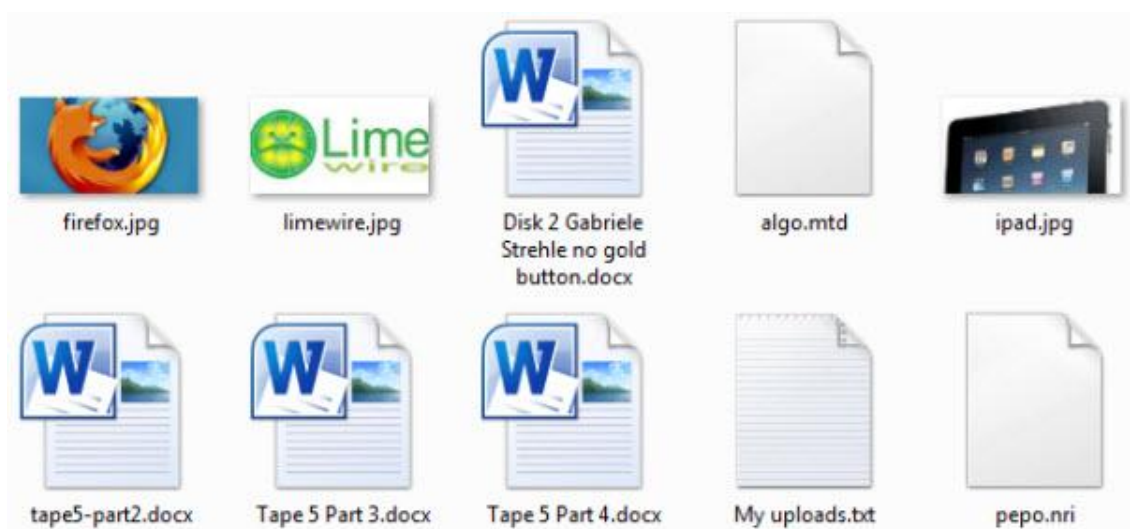 W
Lime
wire
firefox.jpg
limewire.jpg
Disk 2 Gabriele
Strehle no gold
button.docx
algo.mtd
ipad.jpg
W
W
W
tape5-part2.docx
Tape 5 Part 3.docx
Tape 5 Part 4.docx
My uploads.txt
pepo.nri